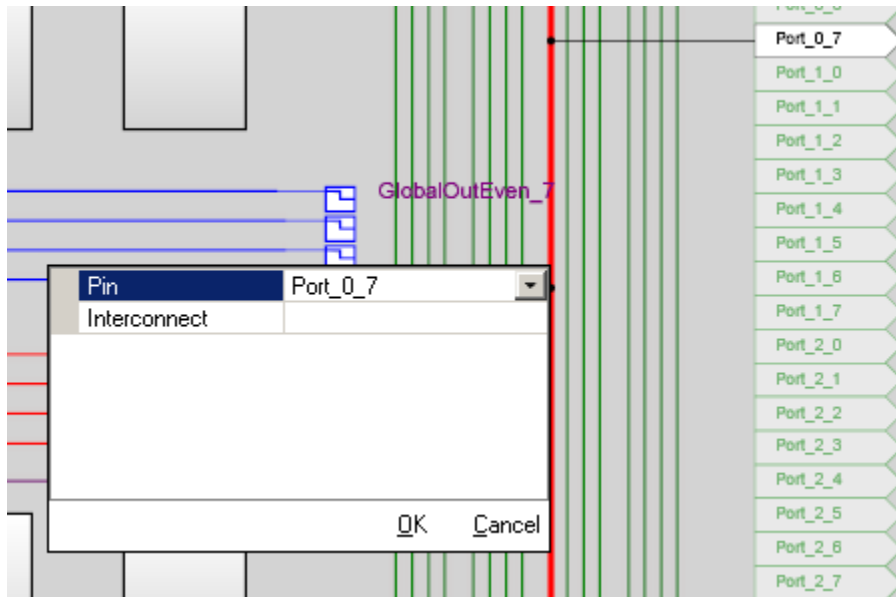 Port_0_7
Port_1_0
Port_1_1
Port_1_2
Port_1_3
GlobalOutEven_7
Port_1_4
Port_1_5
Port_1_6
Pin Port_0_7
Interconnect
Port_1_7
Port_2_0
Port_2_1
Port_2_2
Port_2_3
Port_2_4
Port_2_5
OK Cancel
Port_2_6
Port_2_7